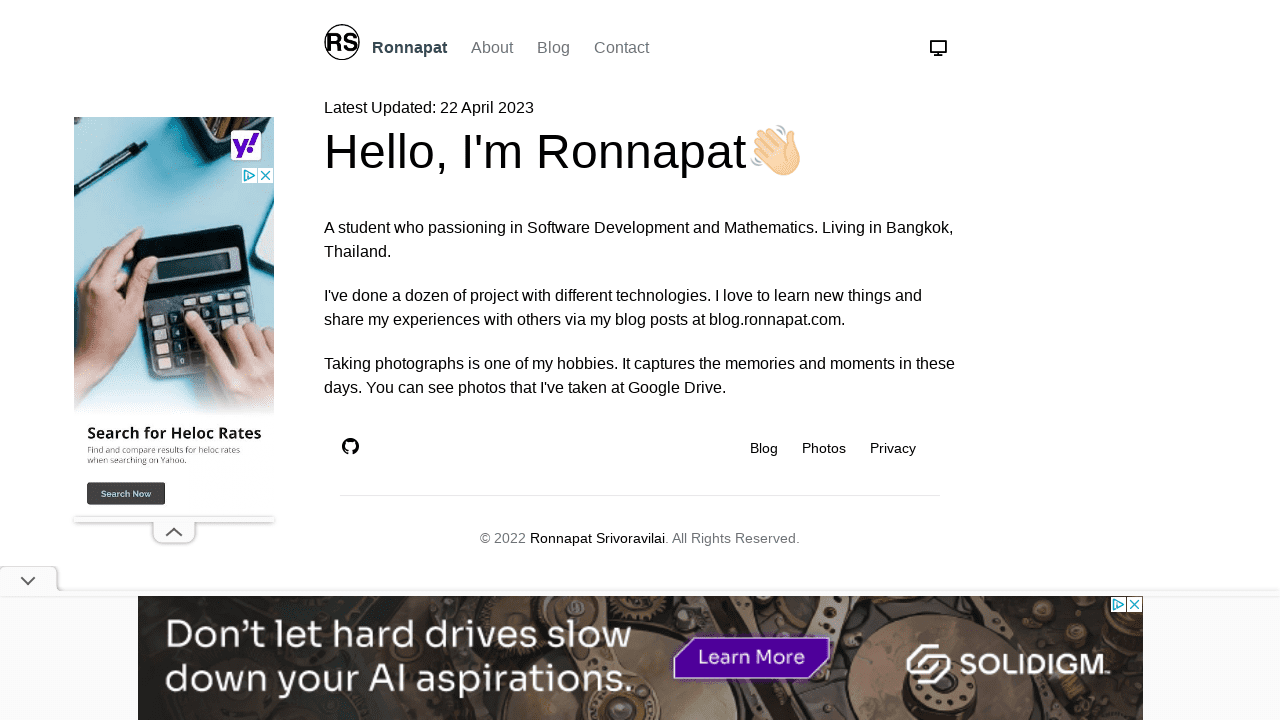 RS Ronnapat About Blog Contact
Latest Updated: 22 April 2023
Hello, I'm Ronnapat
A student who passioning in Software Development and Mathematics. Living in Bangkok,
Thailand.
I've done a dozen of project with different technologies. I love to learn new things and
share my experiences with others via my blog posts at blog.ronnapat.com.
Taking photographs is one of my hobbies. It captures the memories and moments in these
days. You can see photos that I've taken at Google Drive.
Blog Photos Privacy
© 2022 Ronnapat Srivoravilai. All Rights Reserved.
y!
Search for Heloc Rates
Find and compare results for heloc rates
when searching on Yahoo.
Search Now
Don't let hard drives slow
down your AI aspirations.
Learn More
SOLIDIGM